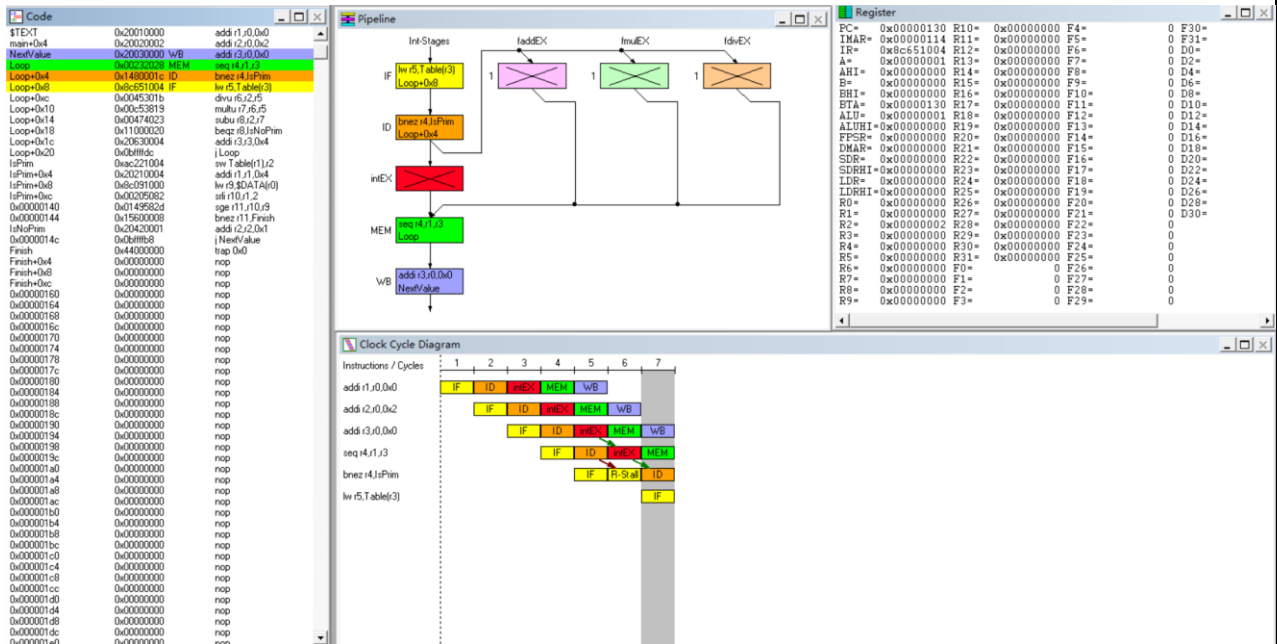 Code
$TEXT 0x20010000 addi r1,r0,0x0
main+0x4 0x20020002 addi r2,r0,0x2
NextValue 0x20030000 WB addi r3,r0,0x0
Loop 0x00232028 MEM seq r4,r1,r3
Loop+0x4 0x1480001c ID bnez r4,IsPrim
Loop+0x8 0x8c651004 IF lw r5,Table(r3)
Loop+0xc 0x0045301b divu r6,r2,r5
Loop+0x10 0x00c53819 multu r7,r6,r5
Loop+0x14 0x00474023 subu r8,r2,r7
Loop+0x18 0x11000020 beqz r8,IsNoPrim
Loop+0x1c 0x20630004 addi r3,r3,0x4
Loop+0x20 0x0bffffdc j Loop
IsPrim 0xac221004 sw Table(r1),r2
IsPrim+0x4 0x20210004 addi r1,r1,0x4
IsPrim+0x8 0x8c091000 lw r9,$DATA(r0)
IsPrim+0xc 0x00205082 srli r10,r1,2
0x00000140 0x0149582d sge r11,r10,r9
0x00000144 0x15600008 bnez r11,Finish
IsNoPrim 0x20420001 addi r2,r2,0x1
0x0000014c 0x0bffffb8 j NextValue
Finish 0x44000000 trap 0x0
Finish+0x4 0x00000000 nop
Finish+0x8 0x00000000 nop
Finish+0xc 0x00000000 nop
0x00000160 0x00000000 nop
0x00000164 0x00000000 nop
0x00000168 0x00000000 nop
0x0000016c 0x00000000 nop
0x00000170 0x00000000 nop
0x00000174 0x00000000 nop
0x00000178 0x00000000 nop
0x0000017c 0x00000000 nop
0x00000180 0x00000000 nop
0x00000184 0x00000000 nop
0x00000188 0x00000000 nop
0x0000018c 0x00000000 nop
0x00000190 0x00000000 nop
0x00000194 0x00000000 nop
0x00000198 0x00000000 nop
0x0000019c 0x00000000 nop
0x000001a0 0x00000000 nop
0x000001a4 0x00000000 nop
0x000001a8 0x00000000 nop
0x000001ac 0x00000000 nop
0x000001b0 0x00000000 nop
0x000001b4 0x00000000 nop
0x000001b8 0x00000000 nop
0x000001bc 0x00000000 nop
0x000001c0 0x00000000 nop
0x000001c4 0x00000000 nop
0x000001c8 0x00000000 nop
0x000001cc 0x00000000 nop
0x000001d0 0x00000000 nop
0x000001d4 0x00000000 nop
0x000001d8 0x00000000 nop
0x000001dc 0x00000000 nop
0x000001e0 0x00000000 nop
Pipeline
Int-Stages faddEX fmulEX fdivEX
IF lw r5,Table(r3) 1 1 1
Loop+0x8
ID bnez r4,IsPrim
Loop+0x4
intEX
MEM seq r4,r1,r3
Loop
WB addi r3,r0,0x0
NextValue
Register
PC= 0x00000130 R10= 0x00000000 F4= 0 F30=
IMAR= 0x00000114 R11= 0x00000000 F5= 0 F31=
IR= 0x8c651004 R12= 0x00000000 F6= 0 D0=
A= 0x00000001 R13= 0x00000000 F7= 0 D2=
AHI= 0x00000000 R14= 0x00000000 F8= 0 D4=
B= 0x00000000 R15= 0x00000000 F9= 0 D6=
BHI= 0x00000000 R16= 0x00000000 F10= 0 D8=
BTA= 0x00000130 R17= 0x00000000 F11= 0 D10=
ALU= 0x00000001 R18= 0x00000000 F12= 0 D12=
ALUHI= 0x00000000 R19= 0x00000000 F13= 0 D14=
FPSR= 0x00000000 R20= 0x00000000 F14= 0 D16=
DMAR= 0x00000000 R21= 0x00000000 F15= 0 D18=
SDR= 0x00000000 R22= 0x00000000 F16= 0 D20=
SDRHI= 0x00000000 R23= 0x00000000 F17= 0 D22=
LDR= 0x00000000 R24= 0x00000000 F18= 0 D24=
LDRHI= 0x00000000 R25= 0x00000000 F19= 0 D26=
R0= 0x00000000 R26= 0x00000000 F20= 0 D28=
R1= 0x00000000 R27= 0x00000000 F21= 0 D30=
R2= 0x00000002 R28= 0x00000000 F22= 0
R3= 0x00000000 R29= 0x00000000 F23= 0
R4= 0x00000000 R30= 0x00000000 F24= 0
R5= 0x00000000 R31= 0x00000000 F25= 0
R6= 0x00000000 F0= 0 F26= 0
R7= 0x00000000 F1= 0 F27= 0
R8= 0x00000000 F2= 0 F28= 0
R9= 0x00000000 F3= 0 F29= 0
Clock Cycle Diagram
Instructions / Cycles 1 2 3 4 5 6 7
addi r1,r0,0x0 IF ID intEX MEM WB
addi r2,r0,0x2 IF ID intEX MEM WB
addi r3,r0,0x0 IF ID intEX MEM WB
seq r4,r1,r3 IF ID intEX MEM
bnez r4,IsPrim IF R-Stall ID
lw r5,Table(r3) IF